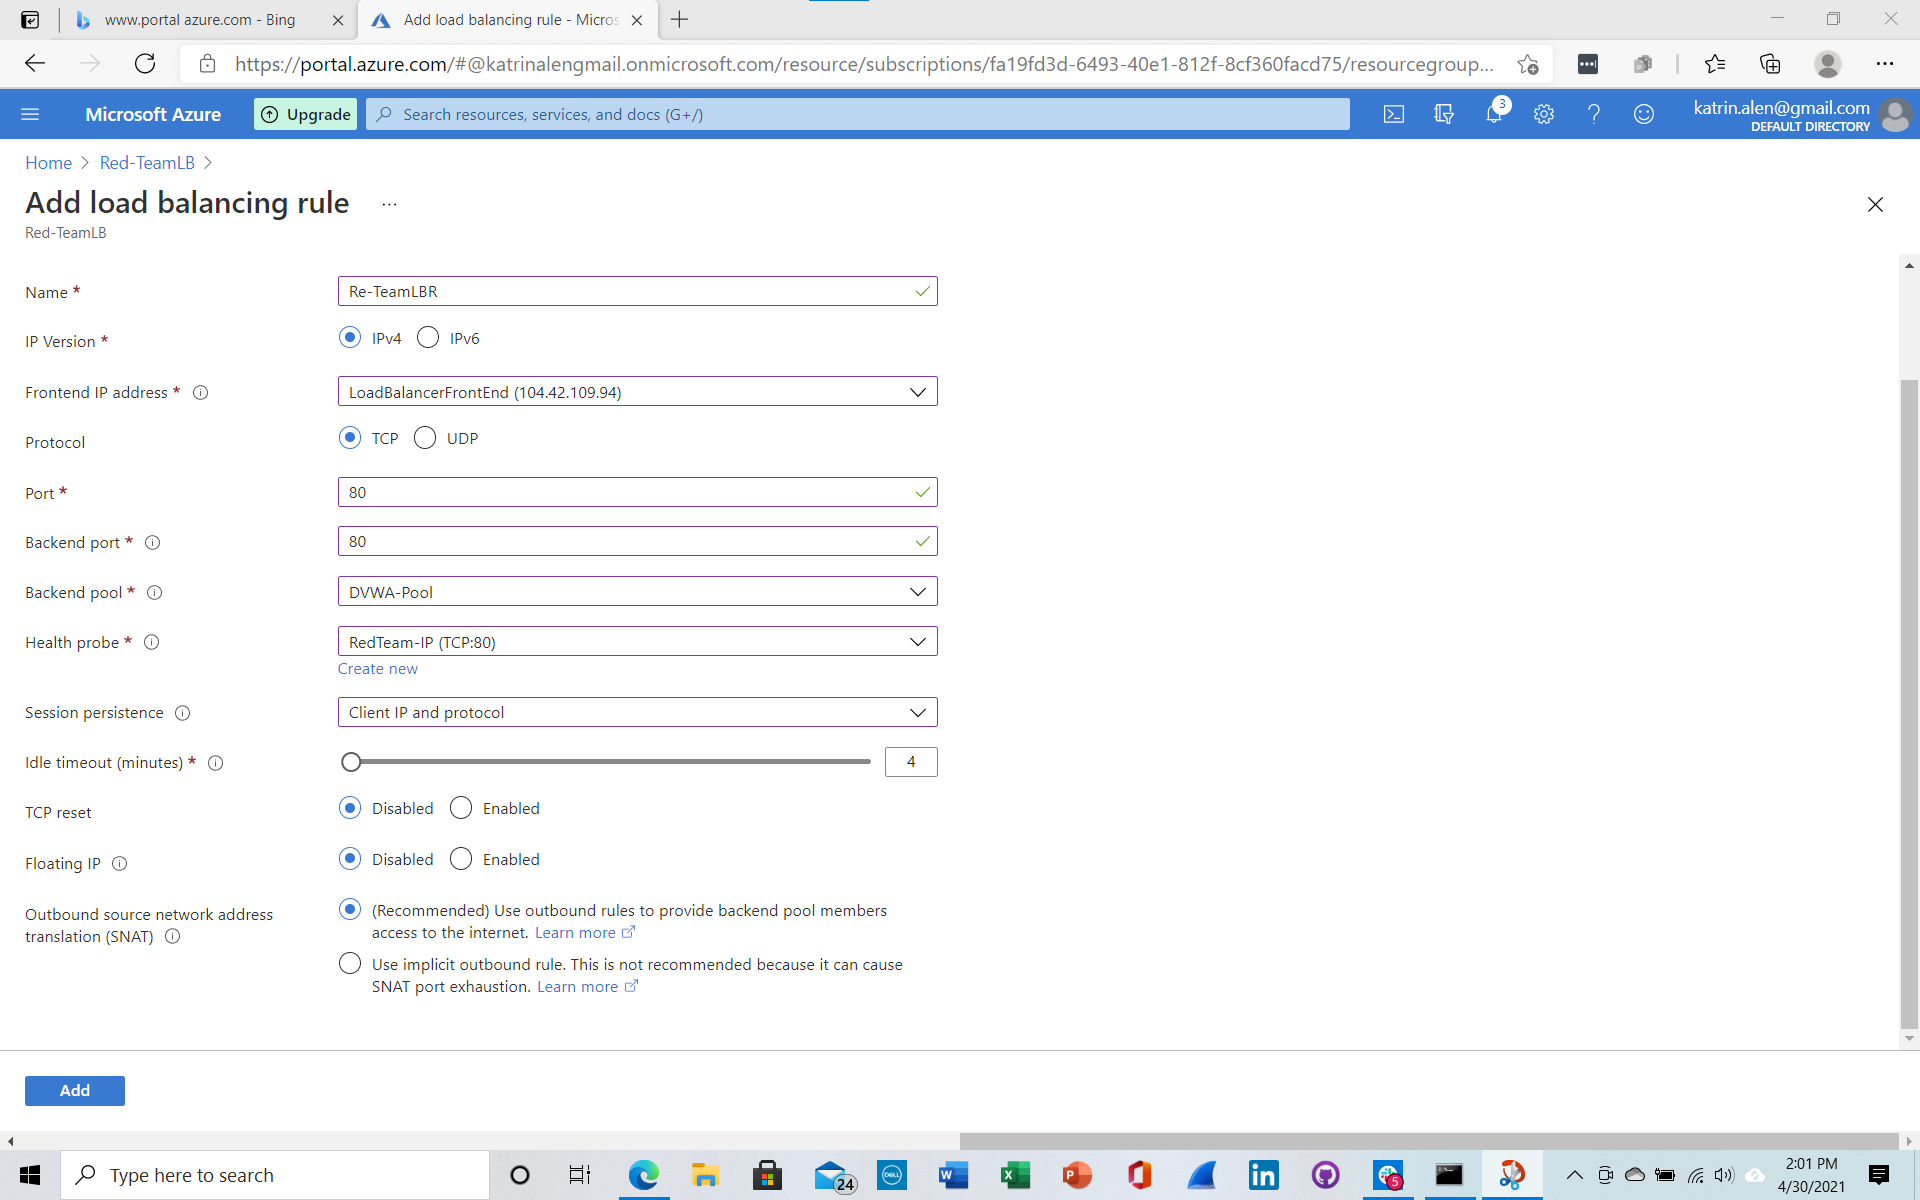 www.portal azure.com - Bing
Add load balancing rule - Micros
https://portal.azure.com/#@katrinalengmail.onmicrosoft.com/resource/subscriptions/fa19fd3d-6493-40e1-812f-8cf360facd75/resourcegroup...
Microsoft Azure
Upgrade
Search resources, services, and docs (G+/)
3
katrin.alen@gmail.com
DEFAULT DIRECTORY
Home > Red-TeamLB >
Add load balancing rule ...
Red-TeamLB
Name *
Re-TeamLBR
IP Version *
IPv4 IPv6
Frontend IP address *
LoadBalancerFrontEnd (104.42.109.94)
Protocol
TCP UDP
Port *
80
Backend port *
80
Backend pool *
DVWA-Pool
Health probe *
RedTeam-IP (TCP:80)
Create new
Session persistence
Client IP and protocol
Idle timeout (minutes) *
4
TCP reset
Disabled Enabled
Floating IP
Disabled Enabled
Outbound source network address
translation (SNAT)
(Recommended) Use outbound rules to provide backend pool members
access to the internet. Learn more
Use implicit outbound rule. This is not recommended because it can cause
SNAT port exhaustion. Learn more
Add
Type here to search
24
DELL
5
2:01 PM
4/30/2021